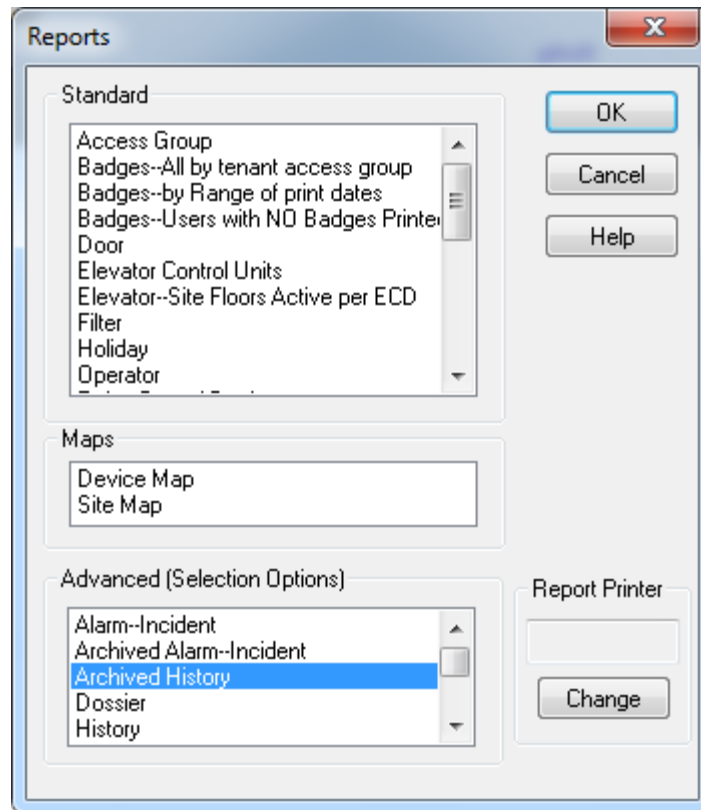 Reports
Standard
Access Group
Badges--All by tenant access group
Badges--by Range of print dates
Badges--Users with NO Badges Printe
Door
Elevator Control Units
Elevator--Site Floors Active per ECD
Filter
Holiday
Operator
OK
Cancel
Help
Maps
Device Map
Site Map
Advanced (Selection Options)
Alarm--Incident
Archived Alarm--Incident
Archived History
Dossier
History
Report Printer
Change